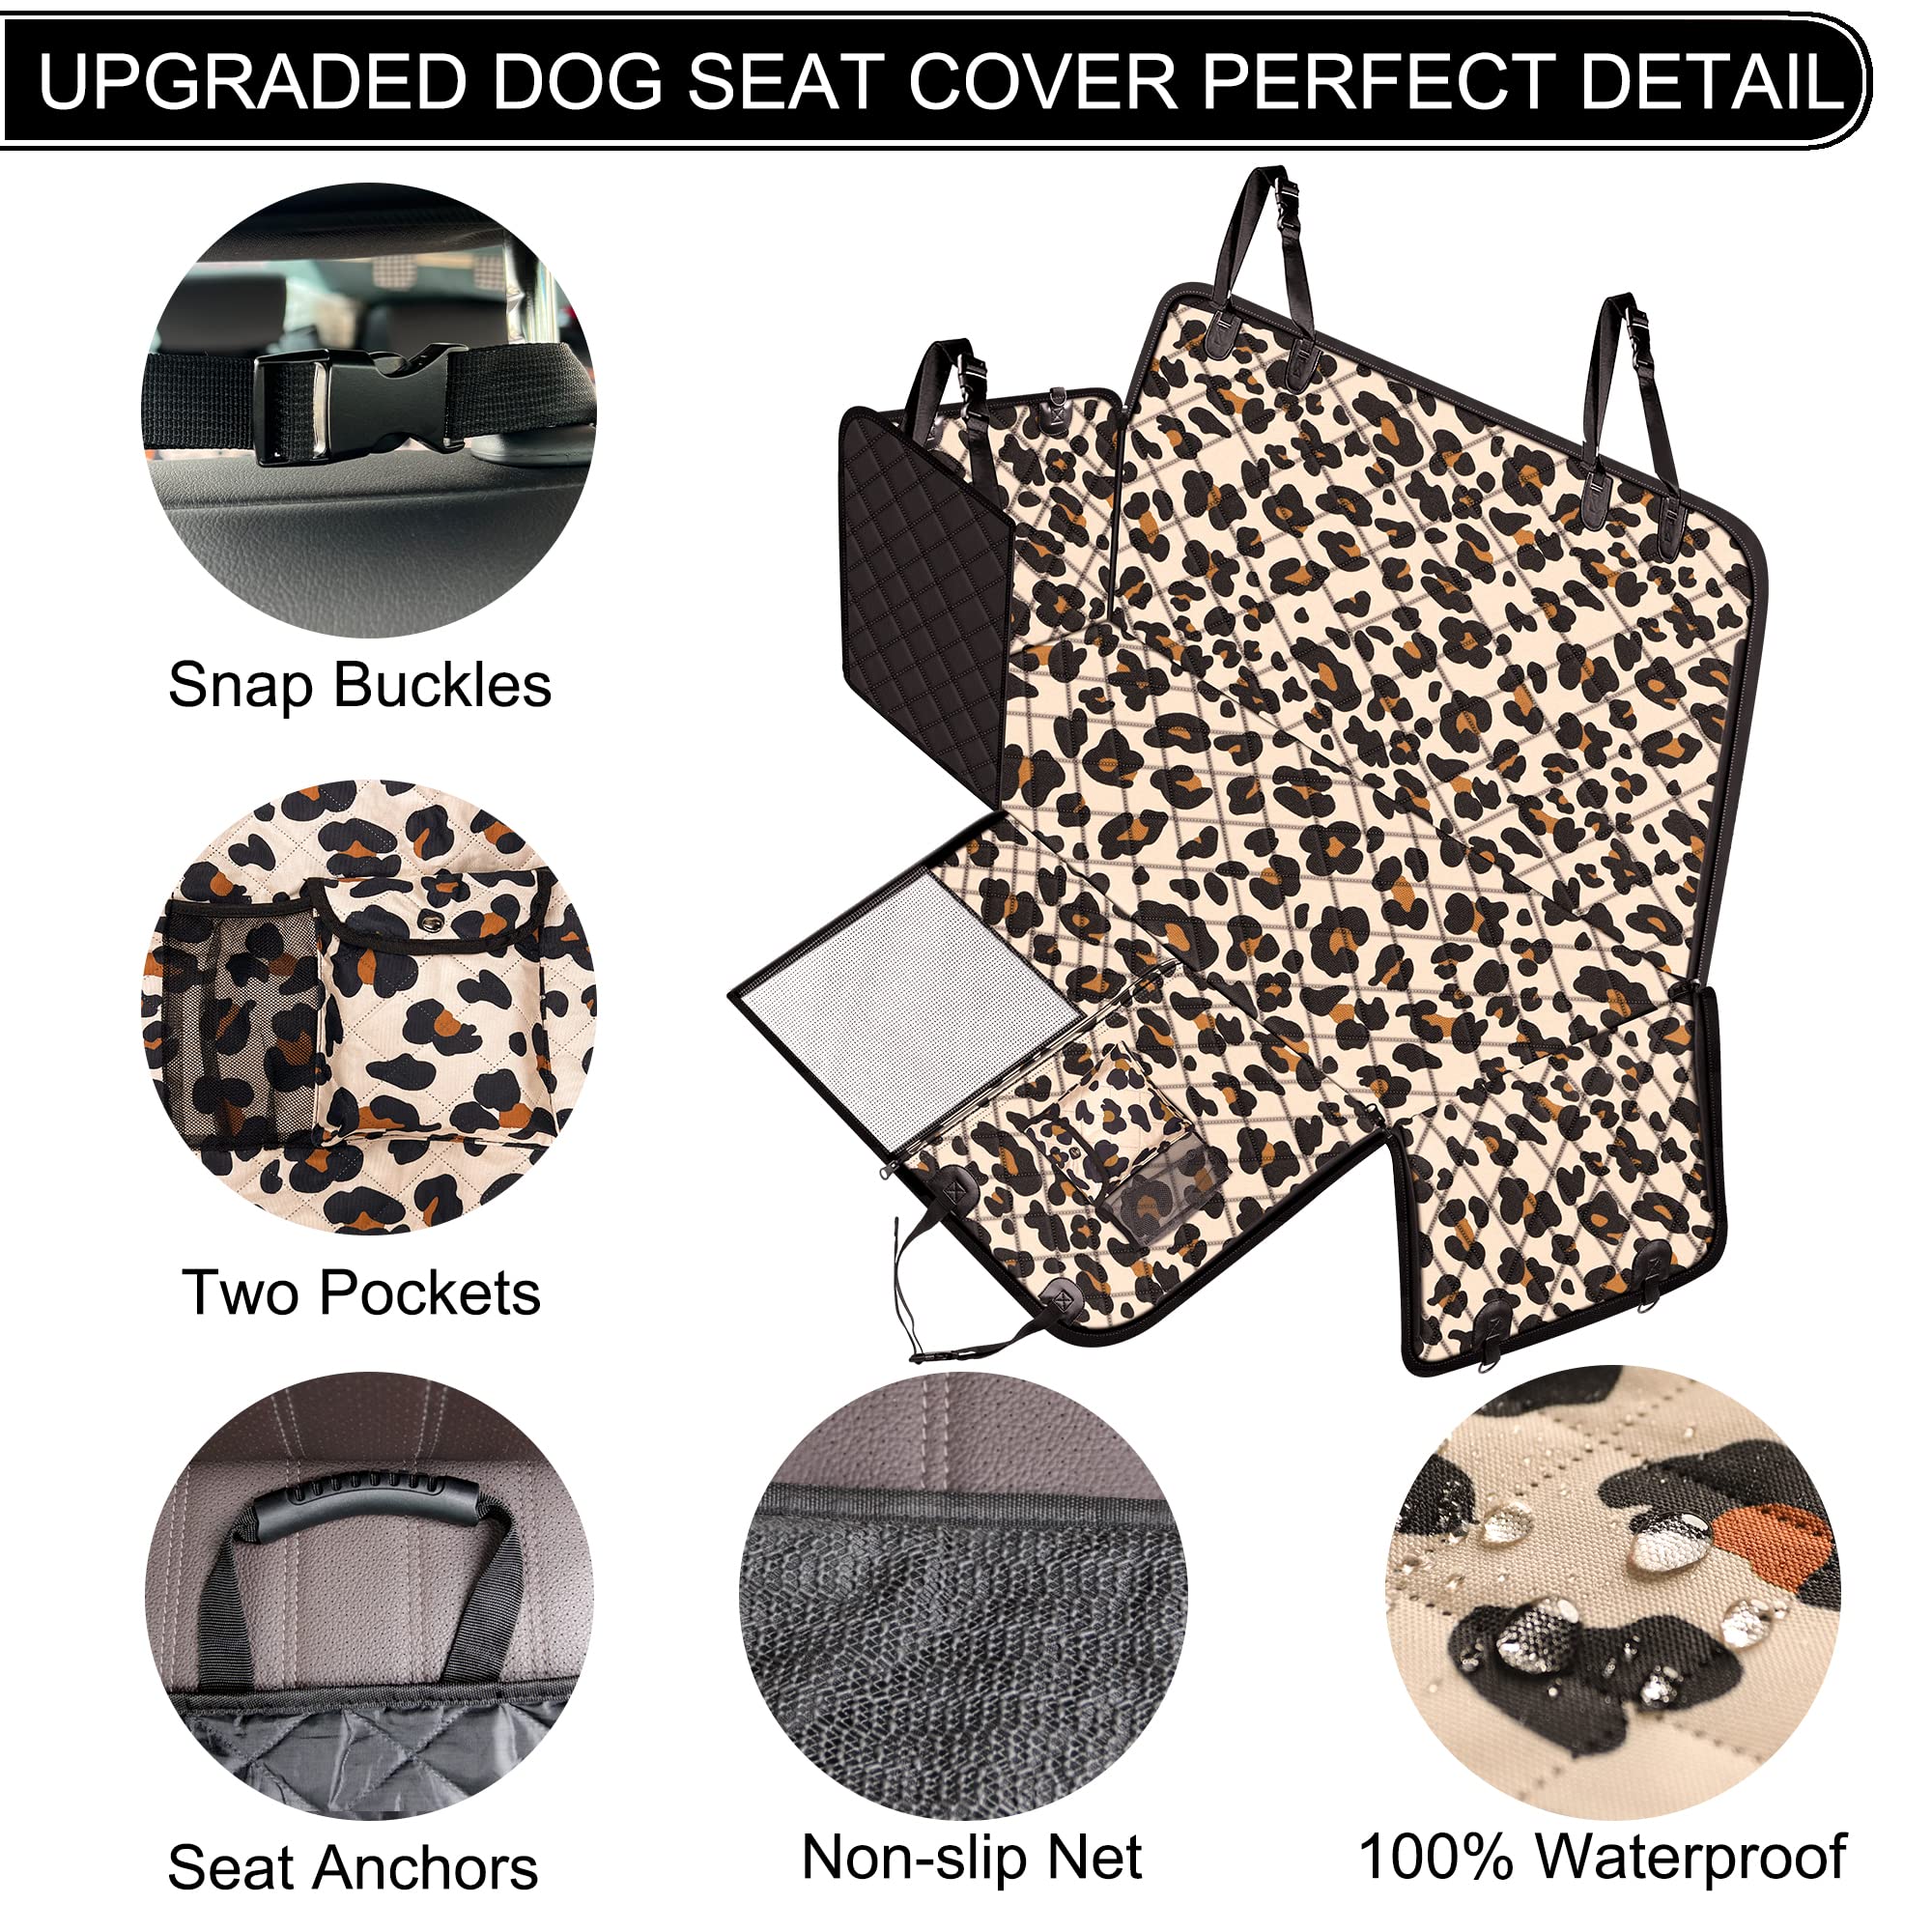 UPGRADED DOG SEAT COVER PERFECT DETAIL
Snap Buckles
Two Pockets
Seat Anchors
Non-slip Net
100% Waterproof